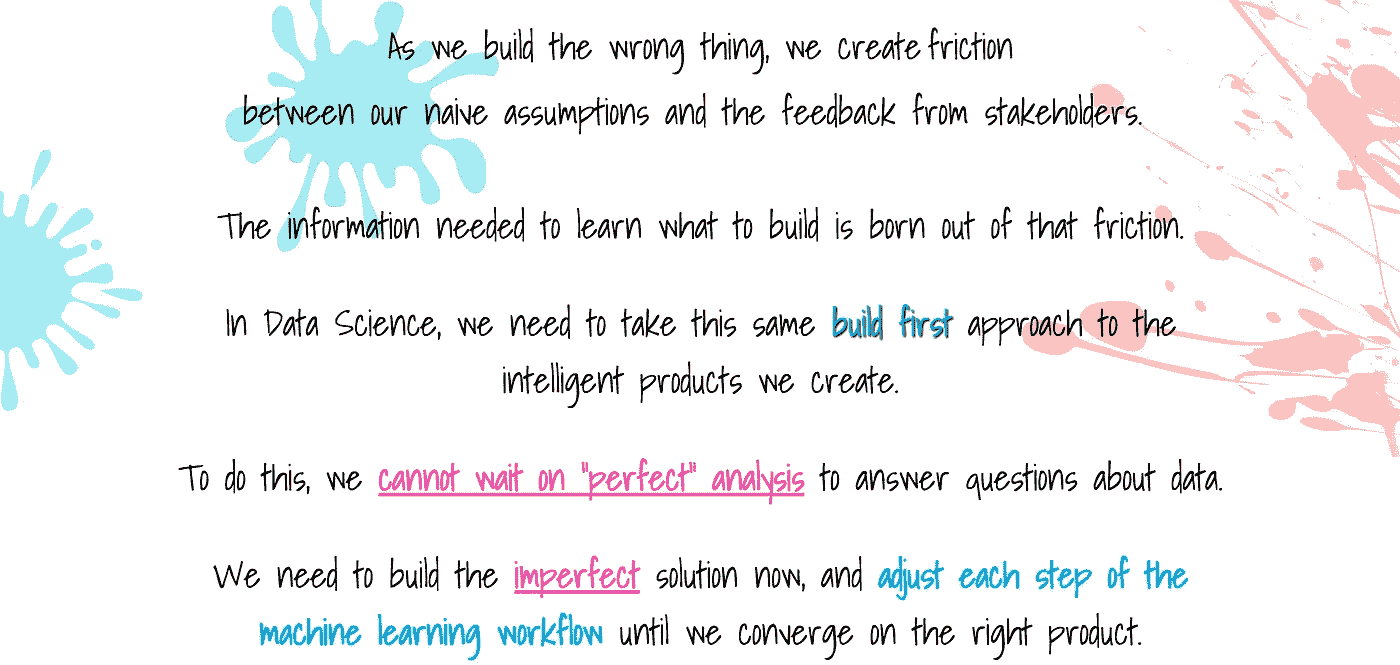 As we build the wrong thing, we create friction
between our naive assumptions and the feedback from stakeholders.
The information needed to learn what to build is born out of that friction.
In Data Science, we need to take this same build first approach to the
intelligent products we create.
To do this, we cannot wait on "perfect" analysis to answer questions about data.
We need to build the imperfect solution now, and adjust each step of the
machine learning workflow until we converge on the right product.